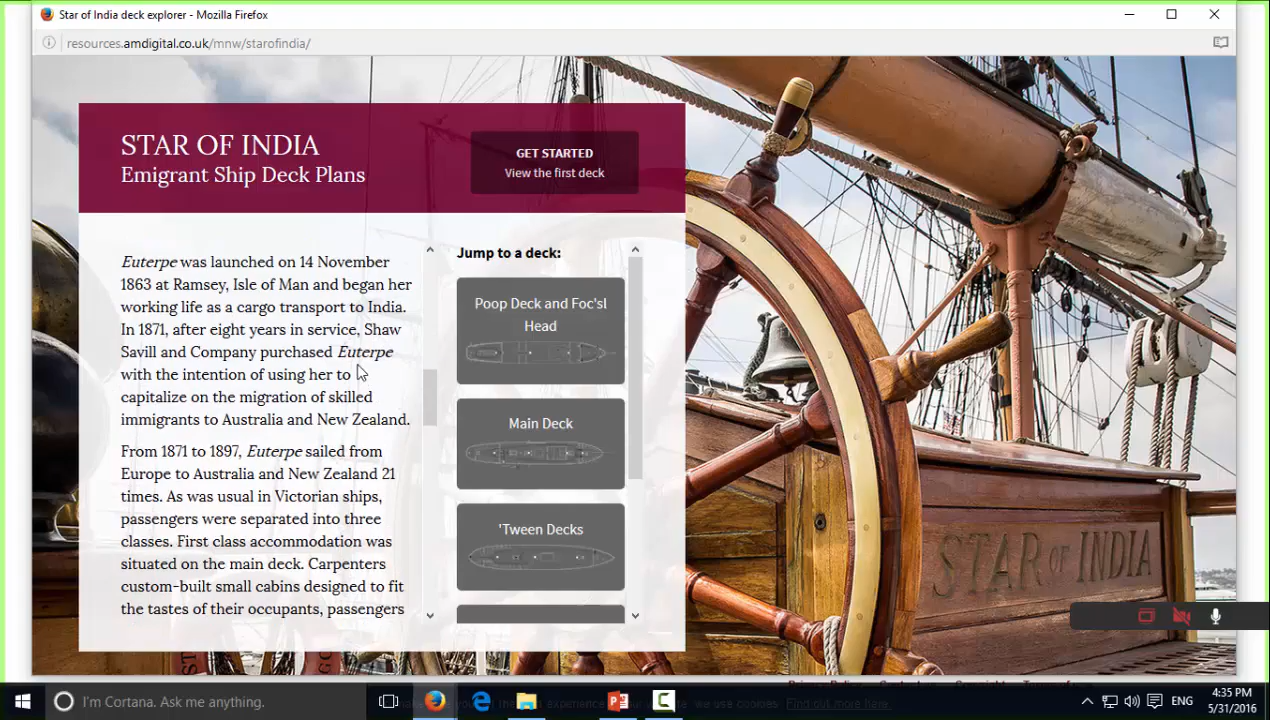 Star of India deck explorer - Mozilla Firefox
resources.amdigital.co.uk/mnw/starofindia/
STAR OF INDIA
Emigrant Ship Deck Plans
GET STARTED
View the first deck
Euterpe was launched on 14 November
1863 at Ramsey, Isle of Man and began her
working life as a cargo transport to India.
In 1871, after eight years in service, Shaw
Savill and Company purchased Euterpe
with the intention of using her to
capitalize on the migration of skilled
immigrants to Australia and New Zealand.
From 1871 to 1897, Euterpe sailed from
Europe to Australia and New Zealand 21
times. As was usual in Victorian ships,
passengers were separated into three
classes. First class accommodation was
situated on the main deck. Carpenters
custom-built small cabins designed to fit
the tastes of their occupants, passengers
Jump to a deck:
Poop Deck and Foc'sl
Head
Main Deck
'Tween Decks
STAR OF INDIA
I'm Cortana. Ask me anything.
Find out more here.
ENG
4:35 PM
5/31/2016